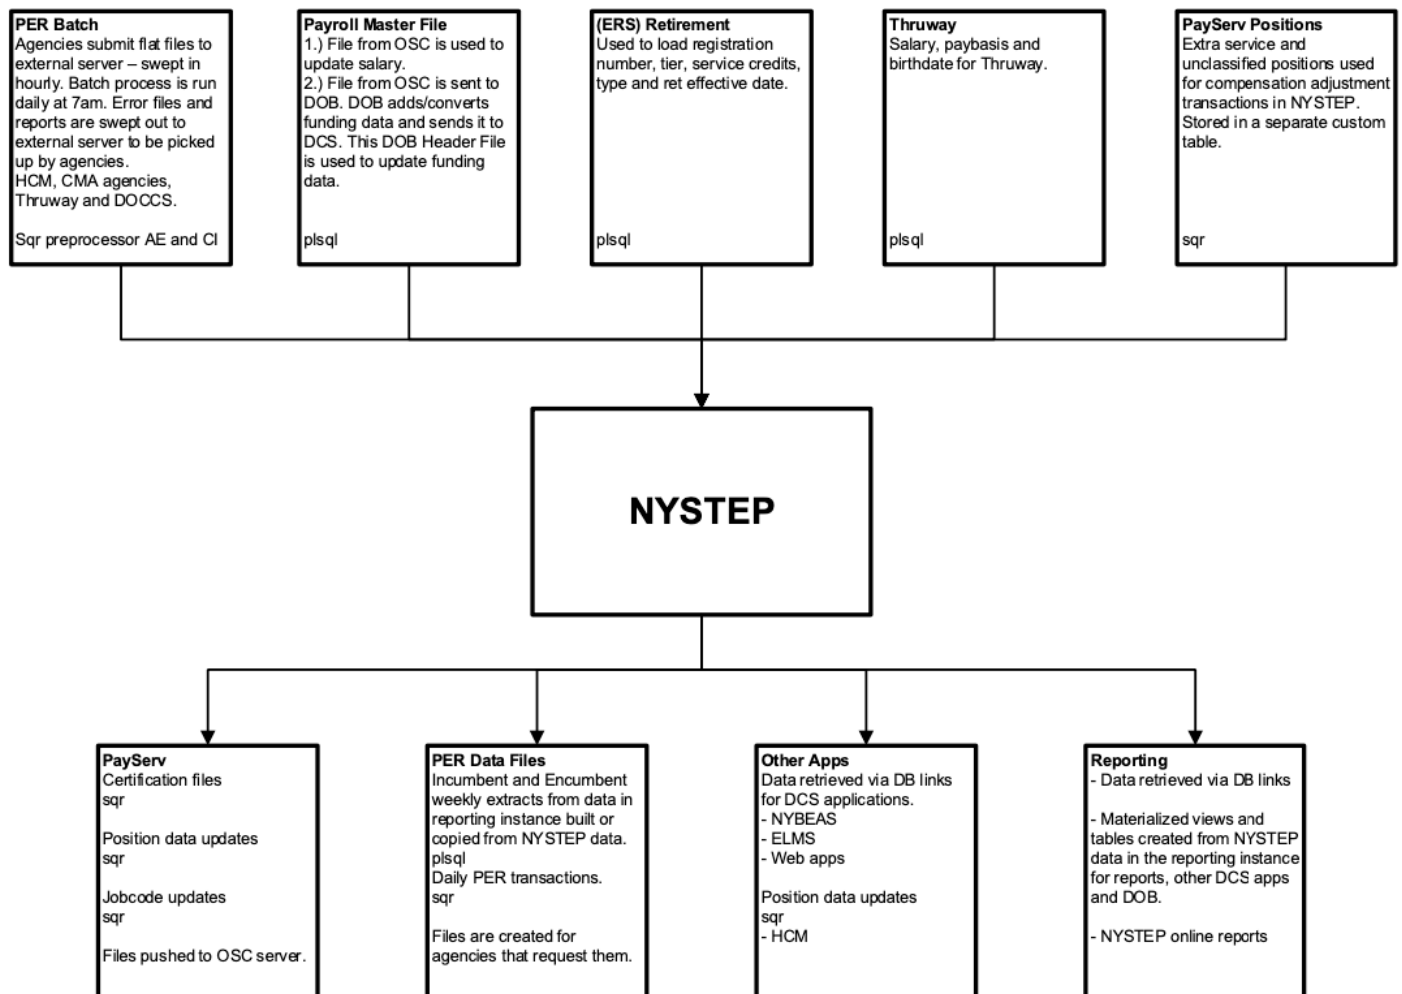 PER Batch
Agencies submit flat files to
external server – swept in
hourly. Batch process is run
daily at 7am. Error files and
reports are swept out to
external server to be picked
up by agencies.
HCM, CMA agencies,
Thruway and DOCCS.
Sqr preprocessor AE and CI
Payroll Master File
1.) File from OSC is used to
update salary.
2.) File from OSC is sent to
DOB. DOB adds/converts
funding data and sends it to
DCS. This DOB Header File
is used to update funding
data.
plsql
(ERS) Retirement
Used to load registration
number, tier, service credits,
type and ret effective date.
plsql
Thruway
Salary, paybasis and
birthdate for Thruway.
plsql
PayServ Positions
Extra service and
unclassified positions used
for compensation adjustment
transactions in NYSTEP.
Stored in a separate custom
table.
sqr
NYSTEP
PayServ
Certification files
sqr
Position data updates
sqr
Jobcode updates
sqr
Files pushed to OSC server.
PER Data Files
Incumbent and Encumbent
weekly extracts from data in
reporting instance built or
copied from NYSTEP data.
plsql
Daily PER transactions.
sqr
Files are created for
agencies that request them.
Other Apps
Data retrieved via DB links
for DCS applications.
- NYBEAS
- ELMS
- Web apps
Position data updates
sqr
- HCM
Reporting
- Data retrieved via DB links
- Materialized views and
tables created from NYSTEP
data in the reporting instance
for reports, other DCS apps
and DOB.
- NYSTEP online reports